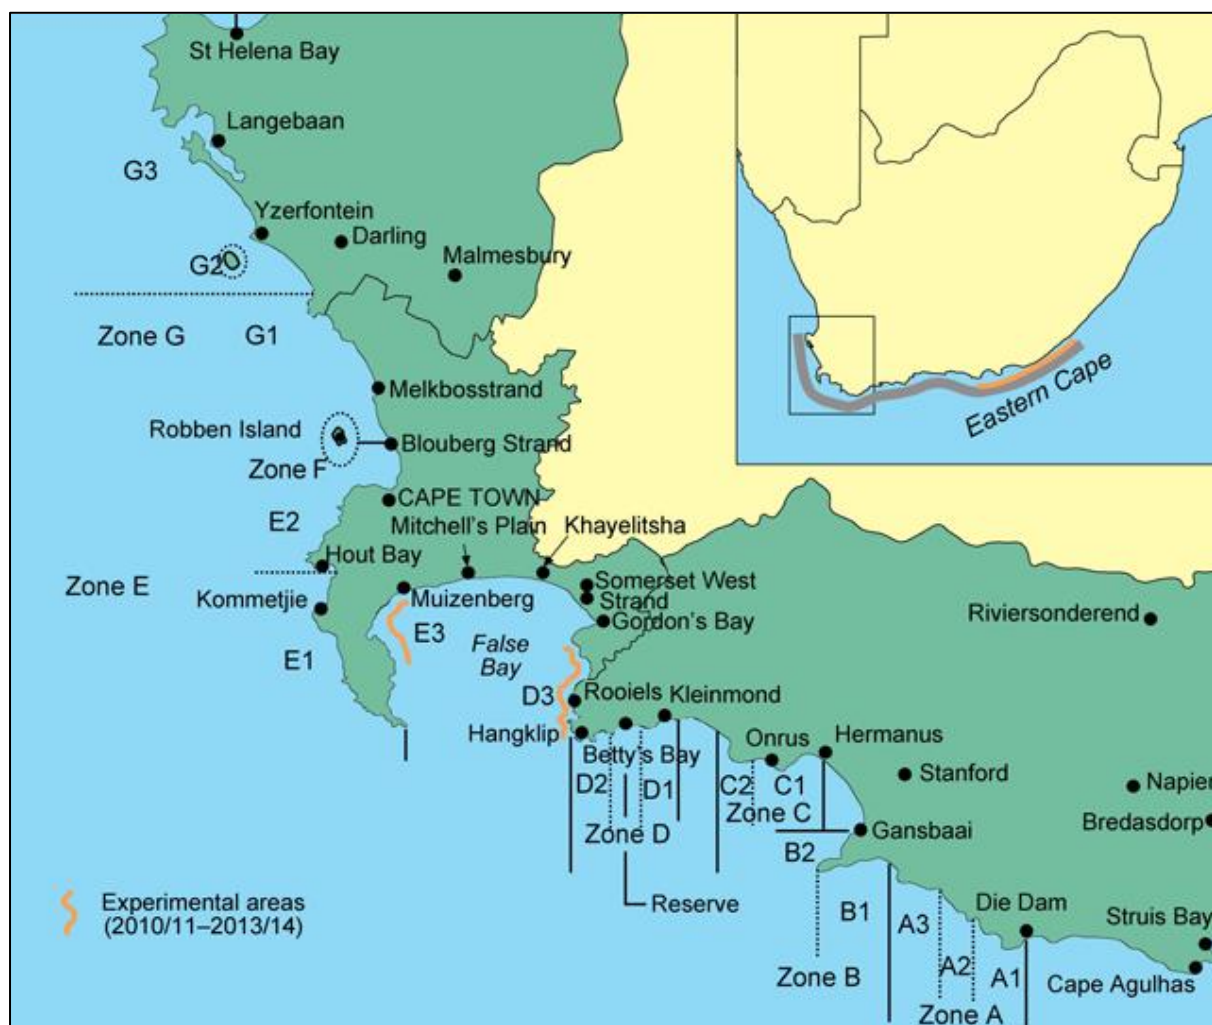 St Helena Bay
Langebaan
G3
Yzerfontein
Darling
G2
Malmesbury
Zone G
G1
Melkbosstrand
Robben Island
Blouberg Strand
Zone F
CAPE TOWN
E2
Mitchell's Plain
Khayelitsha
Hout Bay
Zone E
Somerset West
Kommetjie
Muizenberg
Strand
Gordon's Bay
E3
False
Bay
E1
D3
Rooiels
Kleinmond
Hangklip
Betty's Bay
Onrus
Hermanus
Riviersonderend
Stanford
Napier
D2
D1
C2
C1
Zone C
Zone D
Gansbaai
Bredasdorp
B2
Reserve
B1
A3
Die Dam
Struis Bay
Zone B
A2
A1
Cape Agulhas
Zone A
Eastern Cape
Experimental areas
(2010/11–2013/14)